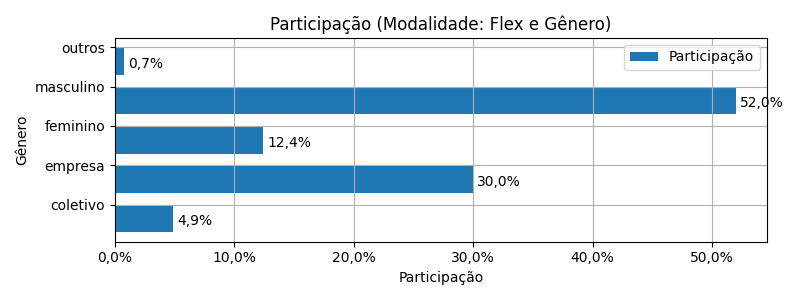 Participação (Modalidade: Flex e Gênero)
Participação
outros
0,7%
masculino
52,0%
feminino
12,4%
empresa
30,0%
coletivo
4,9%
Gênero
0,0% 10,0% 20,0% 30,0% 40,0% 50,0%
Participação